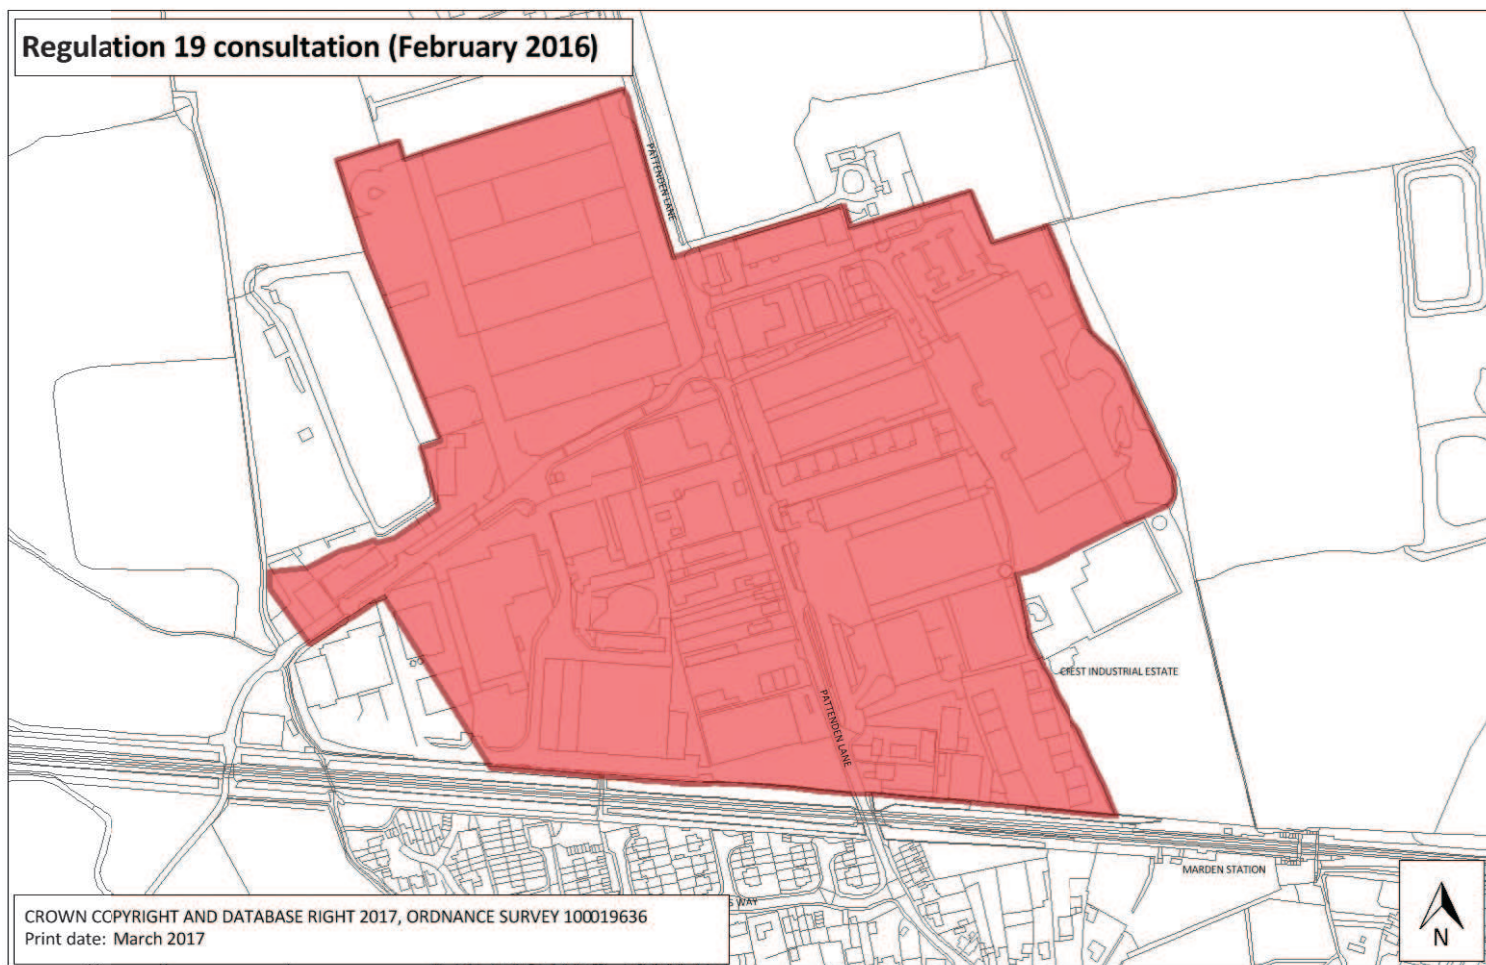 Regulation 19 consultation (February 2016)
PATTENDEN LANE
CREST INDUSTRIAL ESTATE
PATTENDEN LANE
MARDEN STATION
S WAY
CROWN COPYRIGHT AND DATABASE RIGHT 2017, ORDNANCE SURVEY 100019636
Print date: March 2017
N